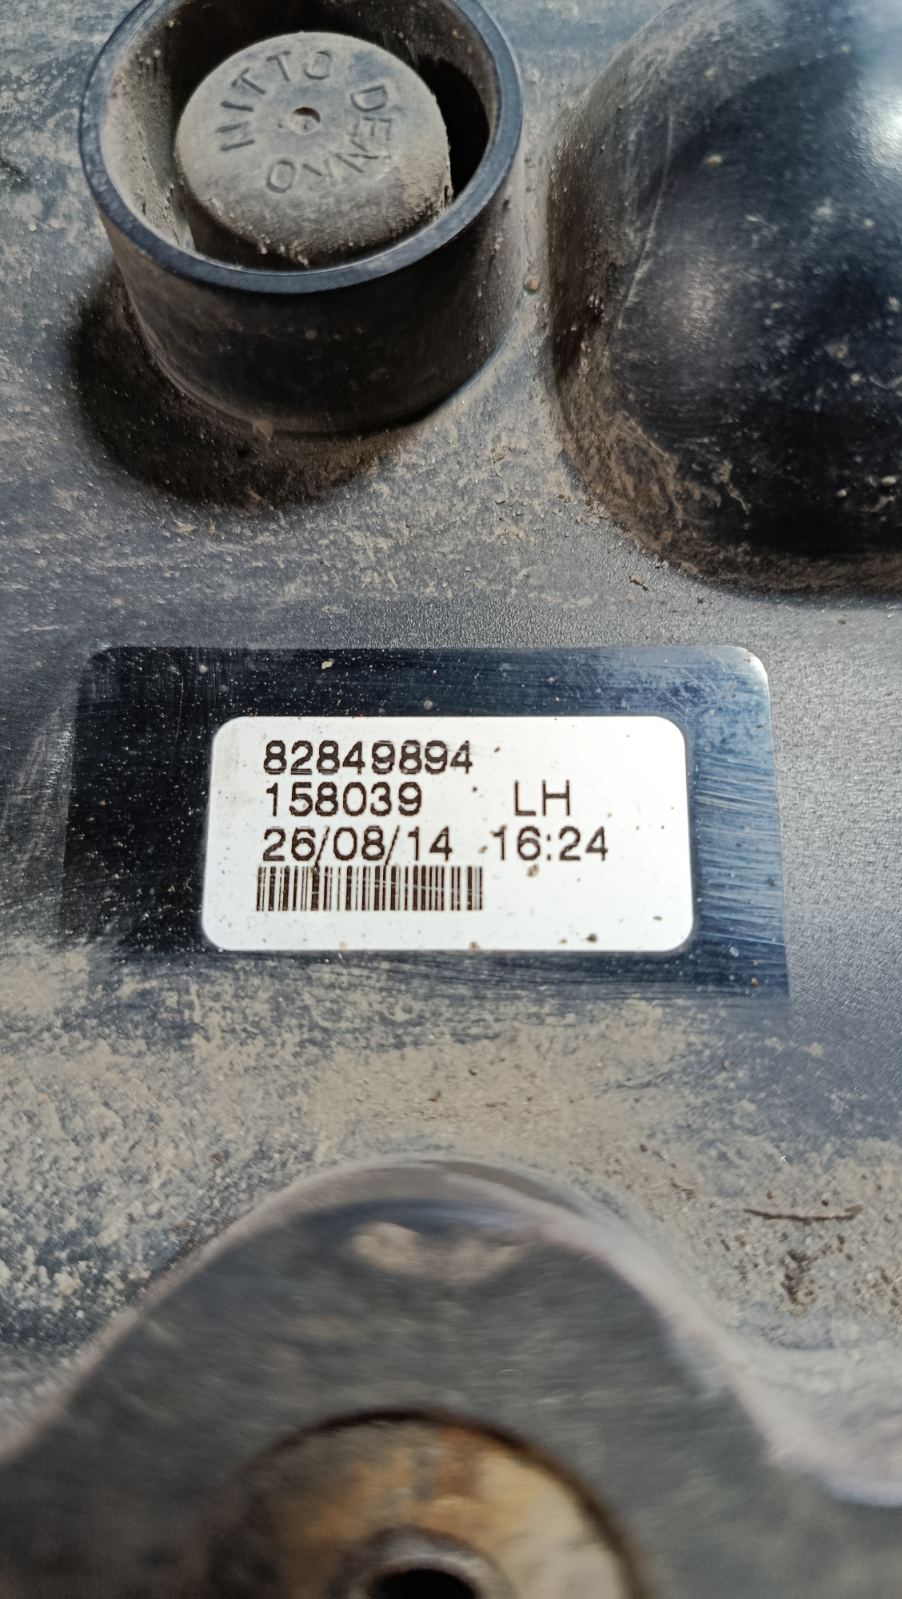 NITTO DENKO
82849894
158039 LH
26/08/14 16:24